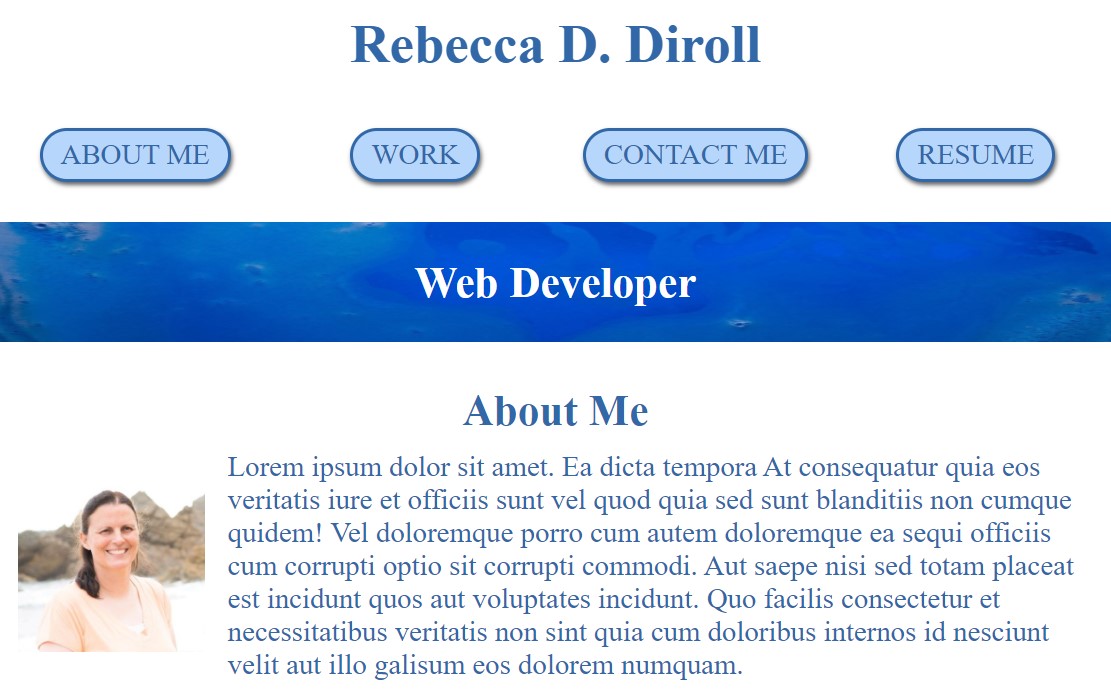 Rebecca D. Diroll
ABOUT ME
WORK
CONTACT ME
RESUME
Web Developer
About Me
Lorem ipsum dolor sit amet. Ea dicta tempora At consequatur quia eos
veritatis iure et officiis sunt vel quod quia sed sunt blanditiis non cumque
quidem! Vel doloremque porro cum autem doloremque ea sequi officiis
cum corrupti optio sit corrupti commodi. Aut saepe nisi sed totam placeat
est incidunt quos aut voluptates incidunt. Quo facilis consectetur et
necessitatibus veritatis non sint quia cum doloribus internos id nesciunt
velit aut illo galisum eos dolorem numquam.